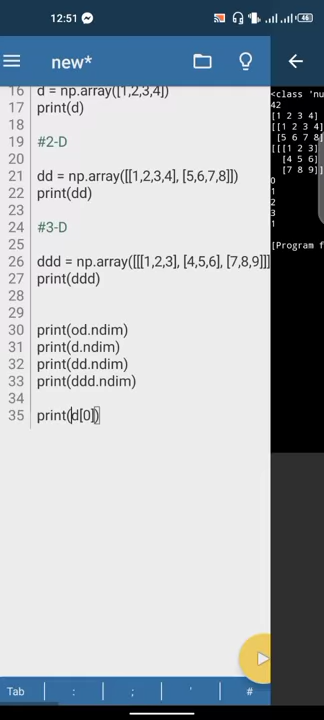 12:51
new*
16 d = np.array([1,2,3,4])
17 print(d)
18
19 #2-D
20
21 dd = np.array([[1,2,3,4], [5,6,7,8]])
22 print(dd)
23
24 #3-D
25
26 ddd = np.array([[[1,2,3], [4,5,6], [7,8,9]]]
27 print(ddd)
28
29
30 print(od.ndim)
31 print(d.ndim)
32 print(dd.ndim)
33 print(ddd.ndim)
34
35 print(d[0])
<class 'nu
42
[1 2 3 4]
[[1 2 3 4]
[5 6 7 8]
[[[1 2 3]
[4 5 6]
[7 8 9]]
0
1
2
3
1
[Program f
Tab : ; ' #